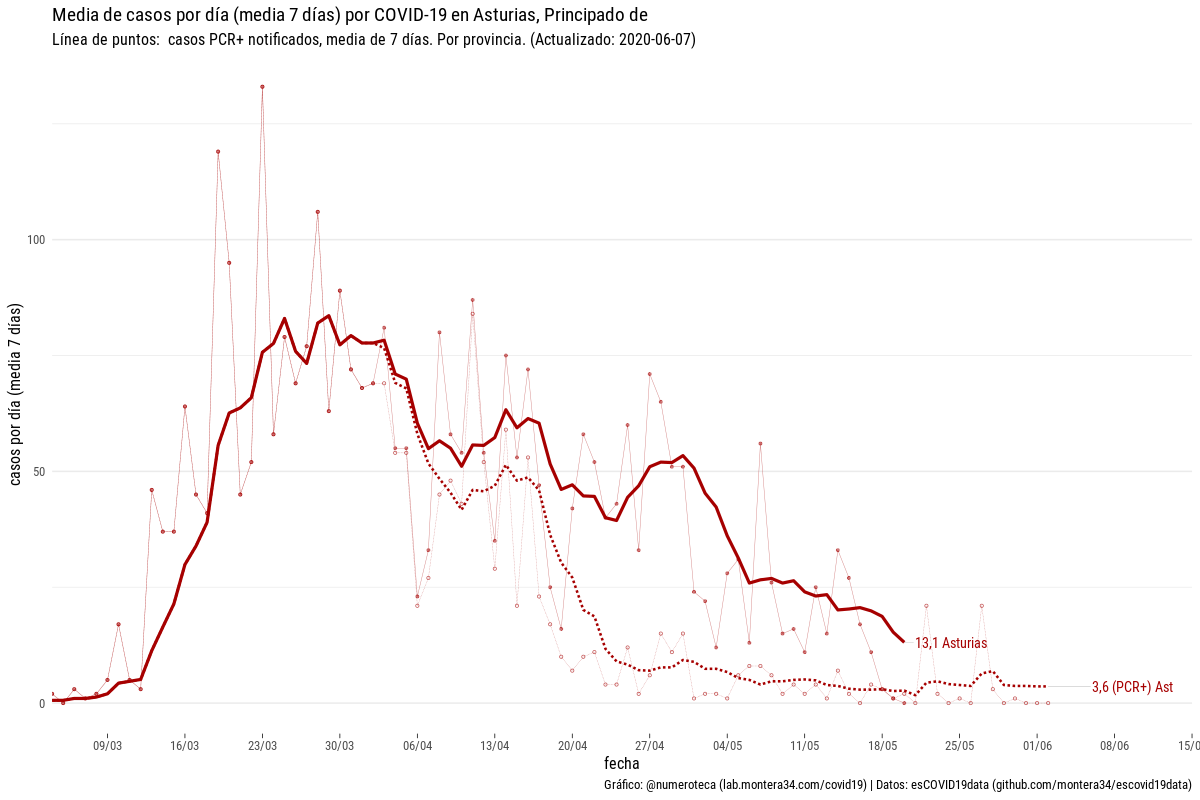 Media de casos por día (media 7 días) por COVID-19 en Asturias, Principado de
Línea de puntos:  casos PCR+ notificados, media de 7 días. Por provincia. (Actualizado: 2020-06-07)
casos por día (media 7 días)
100
50
0
13,1 Asturias
3,6 (PCR+) Ast
09/03 16/03 23/03 30/03 06/04 13/04 20/04 27/04 04/05 11/05 18/05 25/05 01/06 08/06 15/0
fecha
Gráfico: @numeroteca (lab.montera34.com/covid19) | Datos: esCOVID19data (github.com/montera34/escovid19data)